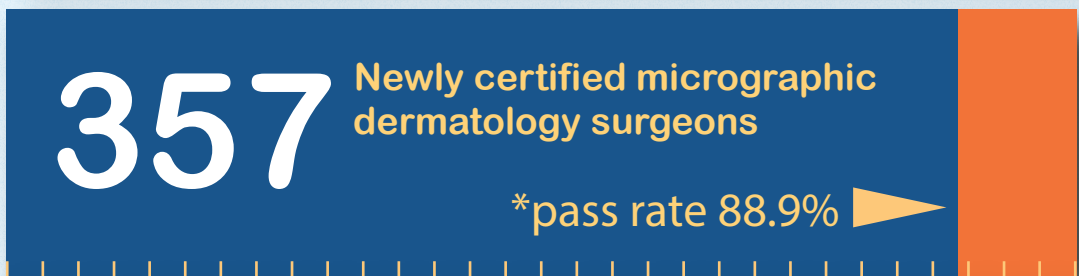 357
Newly certified micrographic
dermatology surgeons
*pass rate 88.9%